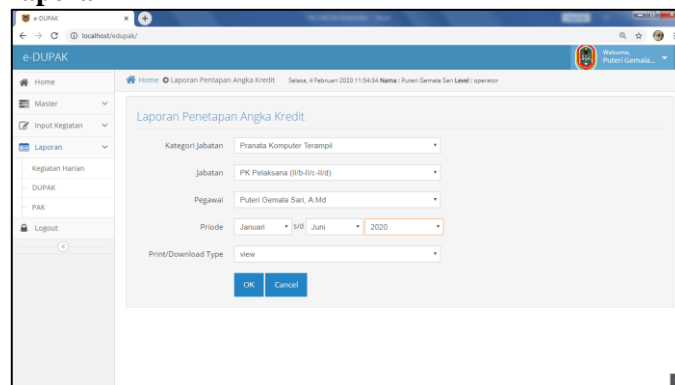 e-DUPAK
localhost/edupak/
e-DUPAK
Welcome,
Puteri Gemala...
Home
Master
Input Kegiatan
Laporan
Kegiatan Harian
DUPAK
PAK
Logout
Home Laporan Pentapan Angka Kredit Selasa, 4 Februari 2020 11:54:34 Nama : Puteri Gemala Sari Level : operator
Laporan Penetapan Angka Kredit
Kategori Jabatan Pranata Komputer Terampil
Jabatan PK Pelaksana (II/b-II/c-II/d)
Pegawai Puteri Gemala Sari, A.Md
Priode Januari s/d Juni 2020
Print/Download Type view
OK Cancel